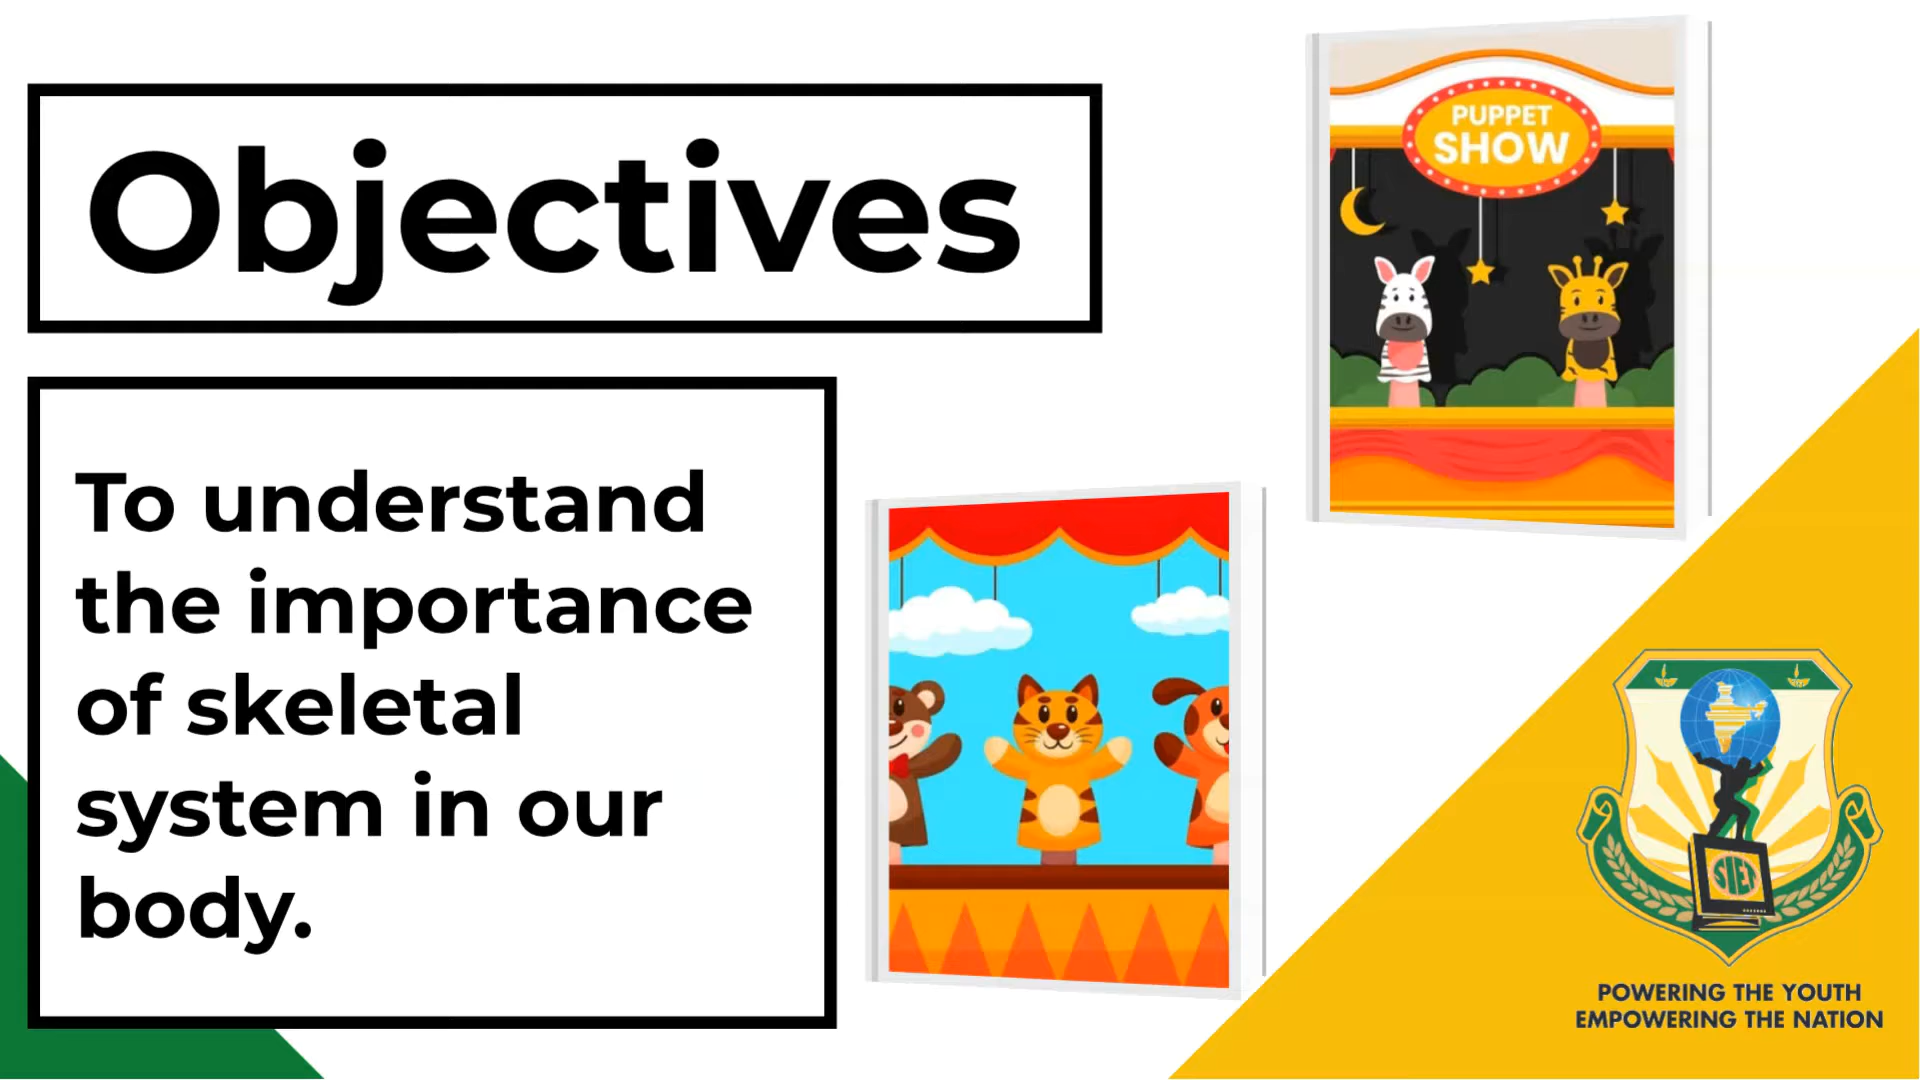 Objectives
To understand
the importance
of skeletal
system in our
body.
PUPPET
SHOW
SIET
POWERING THE YOUTH
EMPOWERING THE NATION